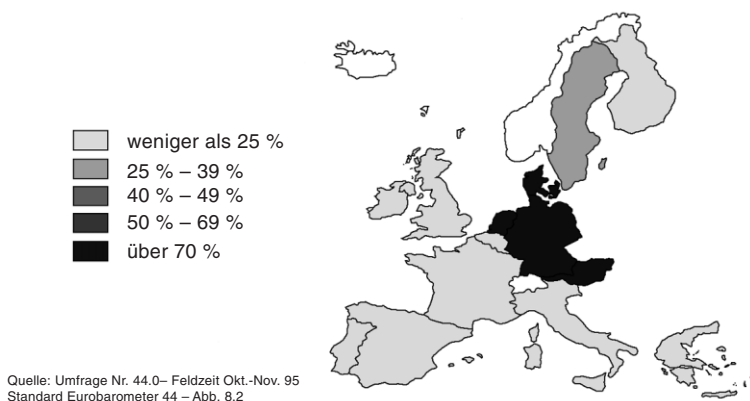 weniger als 25 %
25 % – 39 %
40 % – 49 %
50 % – 69 %
über 70 %
Quelle: Umfrage Nr. 44.0– Feldzeit Okt.-Nov. 95
Standard Eurobarometer 44 – Abb. 8.2